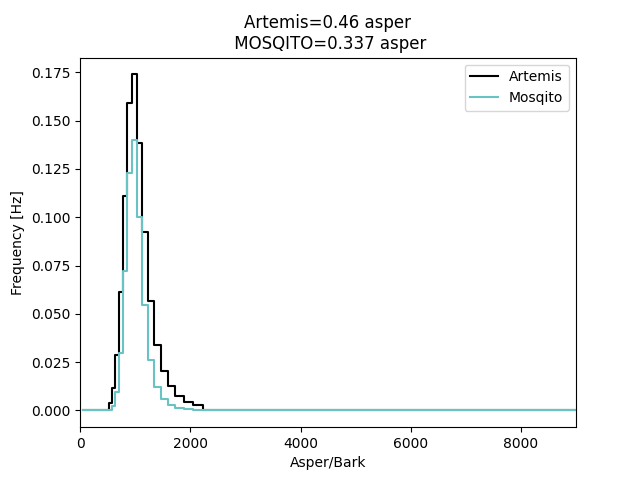 Artemis=0.46 asper
MOSQITO=0.337 asper
Artemis
Mosqito
0.175
0.150
0.125
0.100
0.075
0.050
0.025
0.000
Frequency [Hz]
0
2000
4000
6000
8000
Asper/Bark